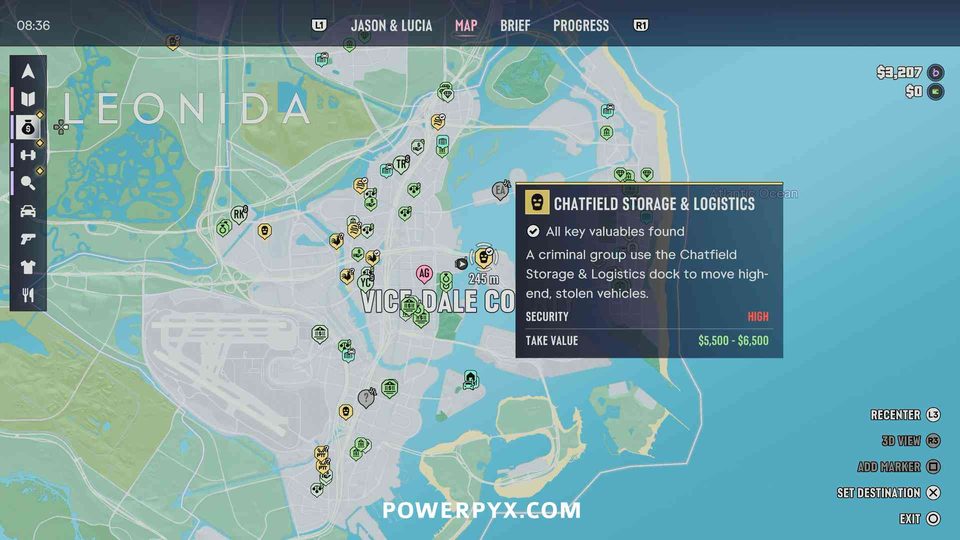 08:36
L1 JASON & LUCIA MAP BRIEF PROGRESS R1
$3,207
$0
LEONIDA
TR
EA
RK
AG
YC
245 m
VICE-DALE CO
CHATFIELD STORAGE & LOGISTICS
All key valuables found
A criminal group use the Chatfield
Storage & Logistics dock to move high-
end, stolen vehicles.
SECURITY HIGH
TAKE VALUE $5,500 - $6,500
Atlantic Ocean
?
RECENTER L3
3D VIEW R3
ADD MARKER
SET DESTINATION
EXIT
POWERPYX.COM